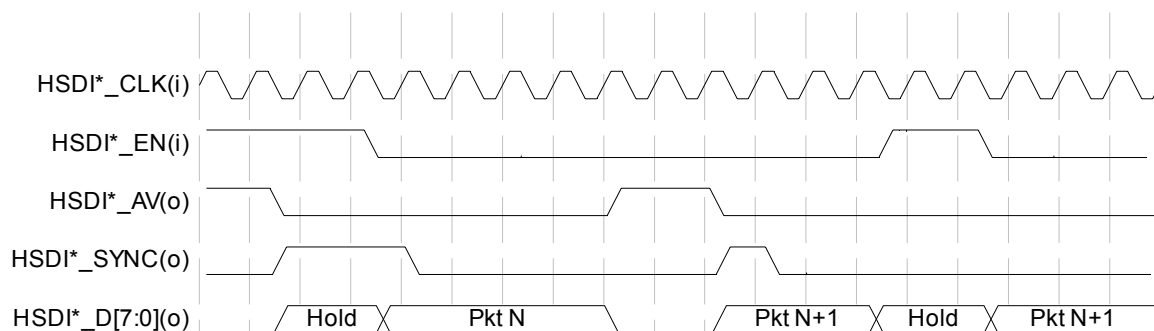 HSDI*_CLK(i)
HSDI*_EN(i)
HSDI*_AV(o)
HSDI*_SYNC(o)
HSDI*_D[7:0](o) Hold Pkt N Pkt N+1 Hold Pkt N+1